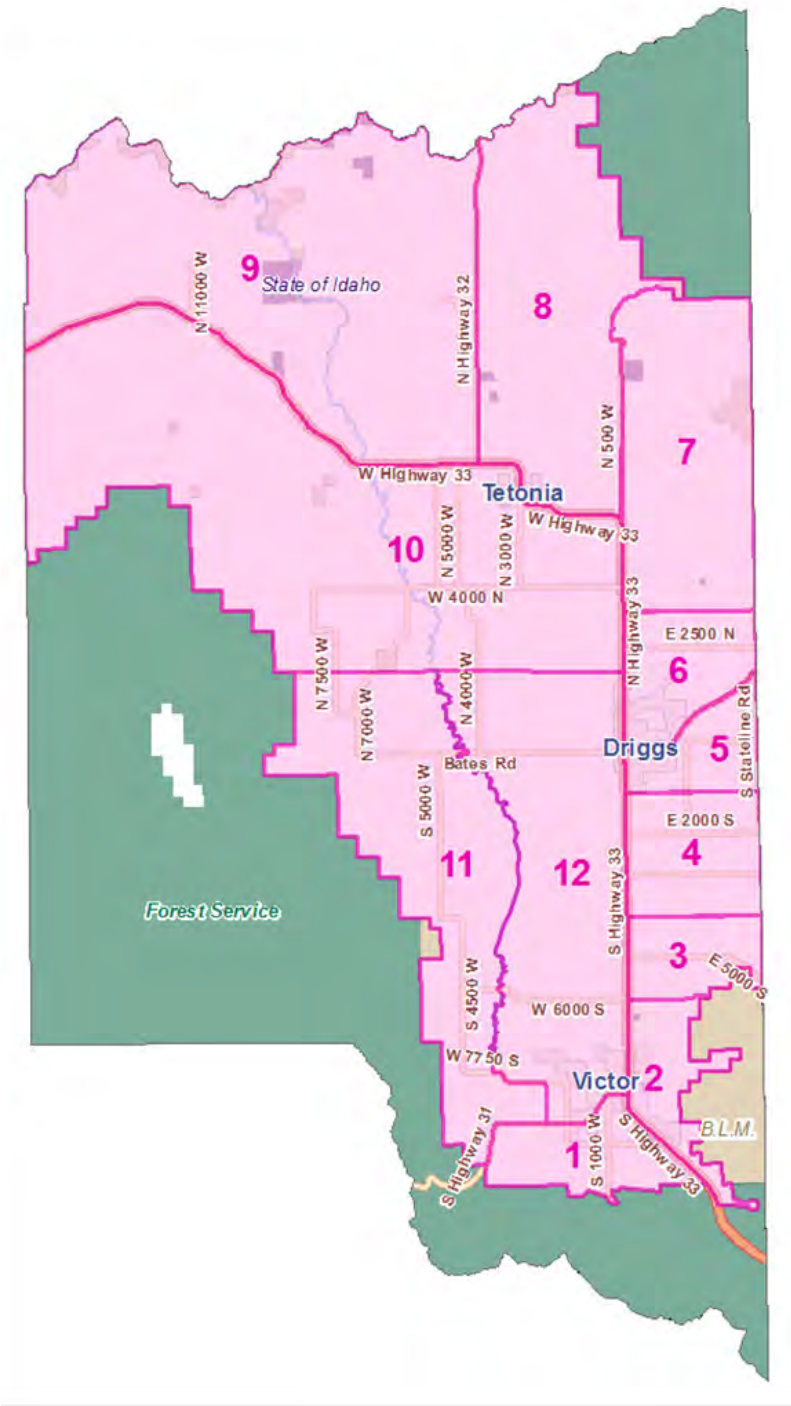 9
State of Idaho
N 11000 W
N Highway 32
8
N 500 W
7
W Highway 33
Tetonia
W Highway 33
10
N 5000 W
N 3000 W
W 4000 N
N Highway 33
E 2500 N
6
N 7500 W
N 4000 W
N 7000 W
S Stateline Rd
Driggs
5
Bates Rd
S 5000 W
E 2000 S
4
11
12
S Highway 33
Forest Service
3
E 5000 S
S 4500 W
W 6000 S
W 7750 S
Victor
2
B.L.M.
S Highway 31
1
S 1000 W
S Highway 33